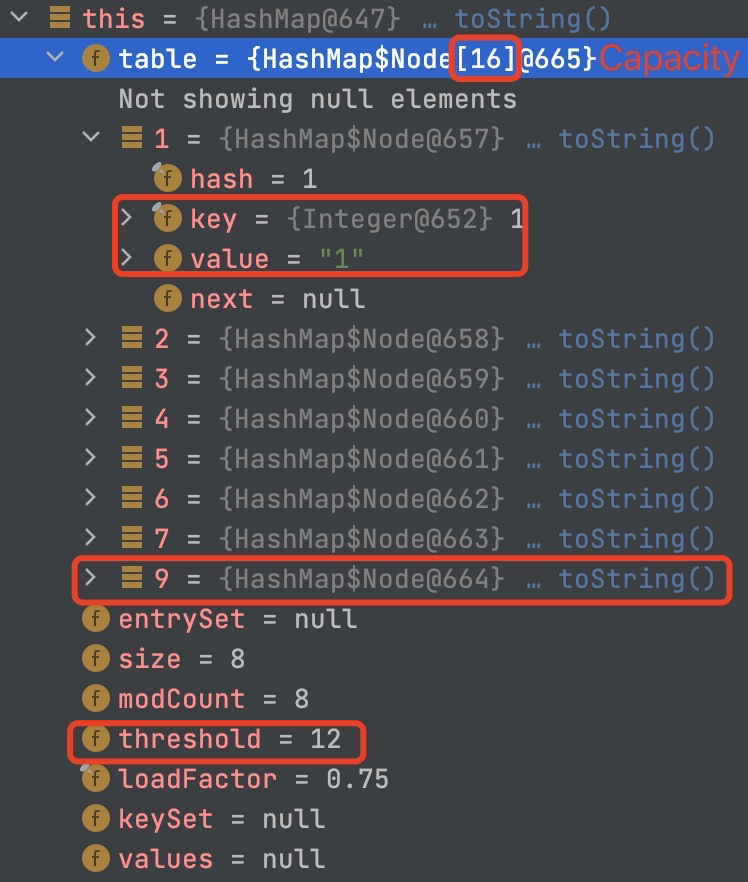 this = {HashMap@647} … toString()
f table = {HashMap$Node[16]@665} Capacity
Not showing null elements
1 = {HashMap$Node@657} … toString()
f hash = 1
f key = {Integer@652} 1
f value = "1"
f next = null
2 = {HashMap$Node@658} … toString()
3 = {HashMap$Node@659} … toString()
4 = {HashMap$Node@660} … toString()
5 = {HashMap$Node@661} … toString()
6 = {HashMap$Node@662} … toString()
7 = {HashMap$Node@663} … toString()
9 = {HashMap$Node@664} … toString()
f entrySet = null
f size = 8
f modCount = 8
f threshold = 12
f loadFactor = 0.75
f keySet = null
f values = null